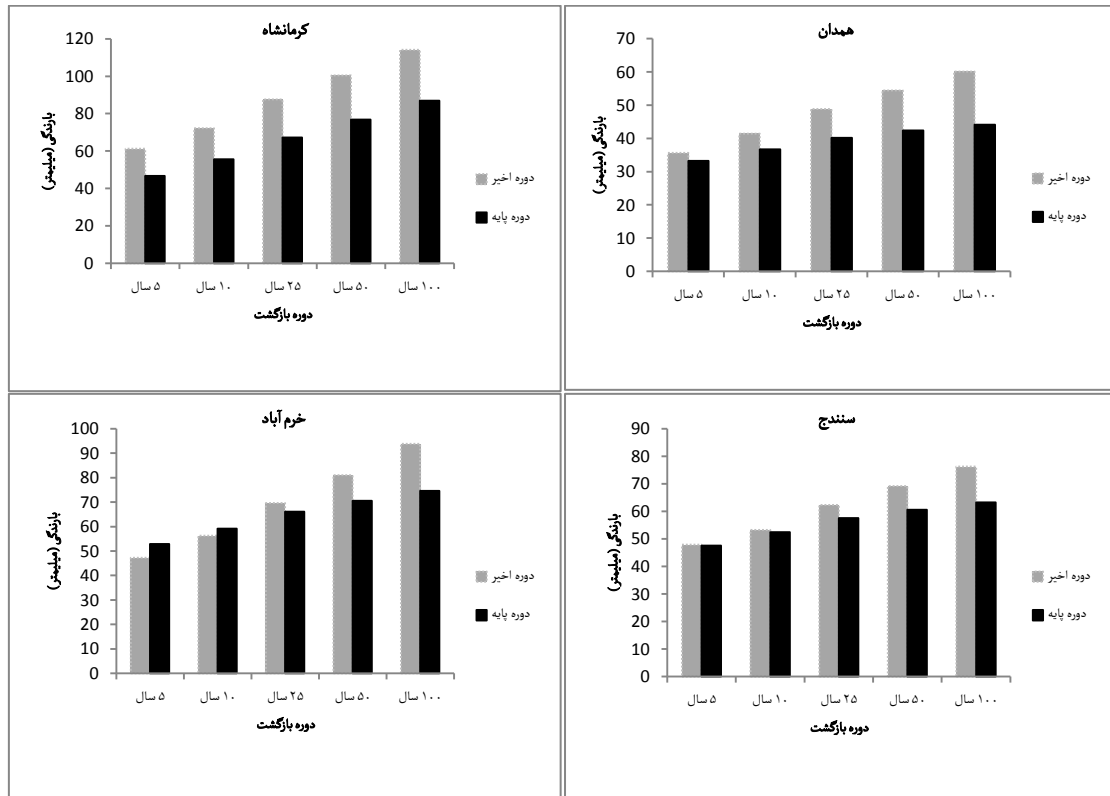 کرمانشاه
120
100
80
60
40
20
0
بارندگی (میلیمتر)
۵ سال
۱۰ سال
۲۵ سال
۵۰ سال
۱۰۰ سال
دوره بازگشت
دوره اخیر
دوره پایه
همدان
70
60
50
40
30
20
10
0
بارندگی (میلیمتر)
۵ سال
۱۰ سال
۲۵ سال
۵۰ سال
۱۰۰ سال
دوره بازگشت
دوره اخیر
دوره پایه
خرم آباد
100
90
80
70
60
50
40
30
20
10
0
بارندگی (میلیمتر)
۵ سال
۱۰ سال
۲۵ سال
۵۰ سال
۱۰۰ سال
دوره بازگشت
دوره اخیر
دوره پایه
سنندج
90
80
70
60
50
40
30
20
10
0
بارندگی (میلیمتر)
۵ سال
۱۰ سال
۲۵ سال
۵۰ سال
۱۰۰ سال
دوره بازگشت
دوره اخیر
دوره پایه